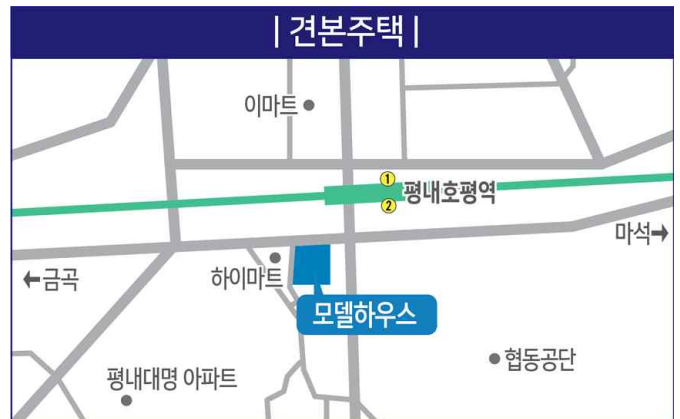 | 견본주택 |
이마트
①
평내호평역
②
마석→
하이마트
←금곡
모델하우스
협동공단
평내대명 아파트